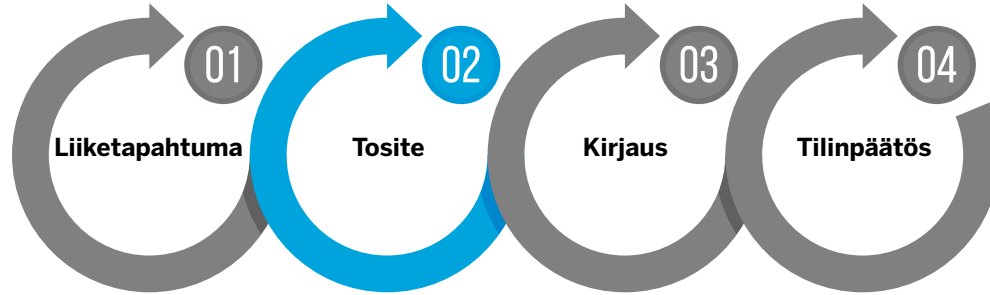 01
Liiketapahtuma
02
Tosite
03
Kirjaus
04
Tilinpäätös